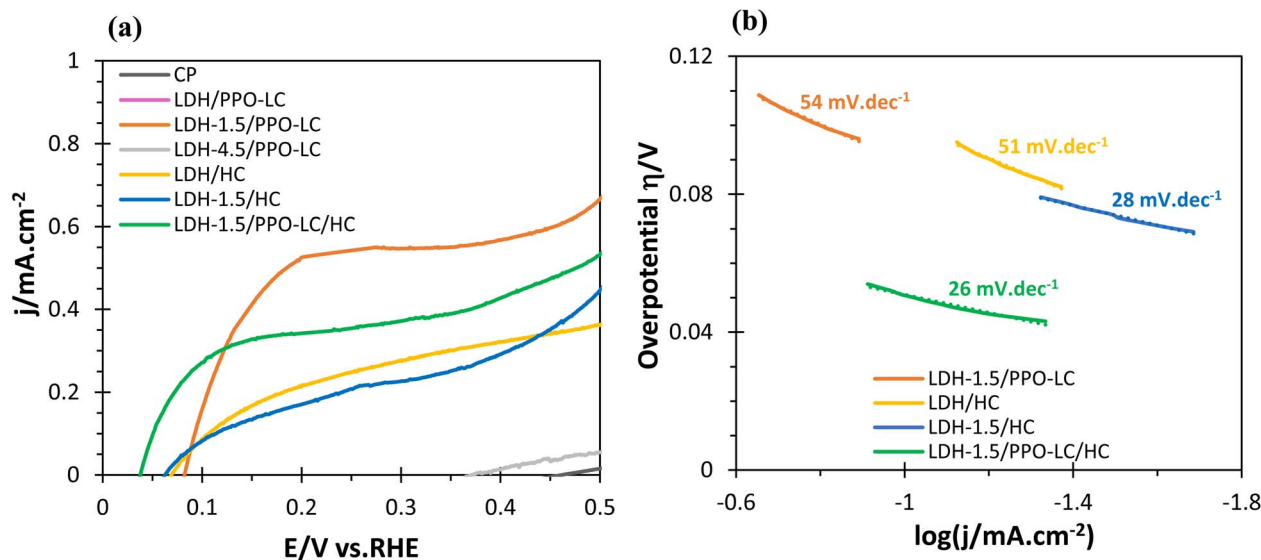 (a)
1
0.8
0.6
0.4
0.2
0
j/mA.cm-2
CP
LDH/PPO-LC
LDH-1.5/PPO-LC
LDH-4.5/PPO-LC
LDH/HC
LDH-1.5/HC
LDH-1.5/PPO-LC/HC
0 0.1 0.2 0.3 0.4 0.5
E/V vs.RHE
(b)
0.12
0.08
0.04
0
Overpotential η/V
54 mV.dec-1
51 mV.dec-1
28 mV.dec-1
26 mV.dec-1
LDH-1.5/PPO-LC
LDH/HC
LDH-1.5/HC
LDH-1.5/PPO-LC/HC
-0.6 -1 -1.4 -1.8
log(j/mA.cm-2)